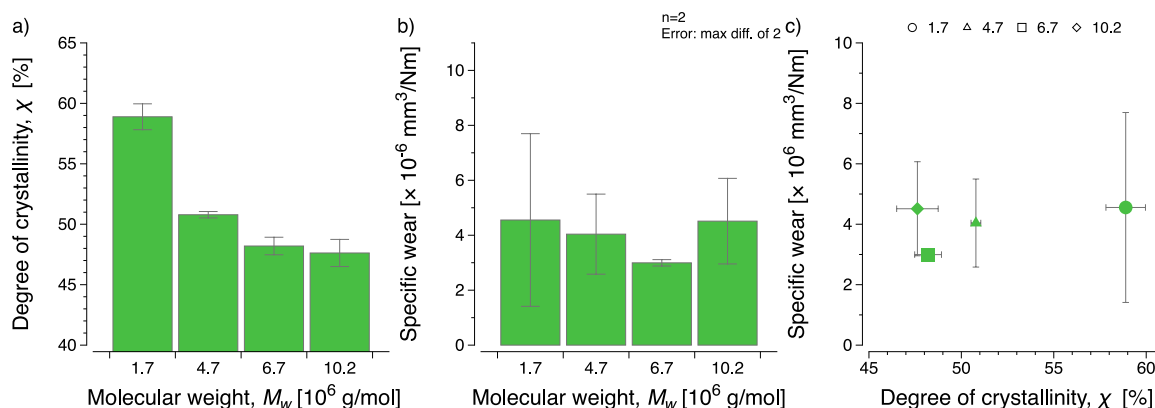 a)
Degree of crystallinity, χ [%]
65
60
55
50
45
40
1.7 4.7 6.7 10.2
Molecular weight, Mw [10⁶ g/mol]
b)
n=2
Error: max diff. of 2
Specific wear [× 10⁻⁶ mm³/Nm]
10
8
6
4
2
0
1.7 4.7 6.7 10.2
Molecular weight, Mw [10⁶ g/mol]
c)
1.7 4.7 6.7 10.2
Specific wear [× 10⁶ mm³/Nm]
10
8
6
4
2
0
45 50 55 60
Degree of crystallinity, χ [%]